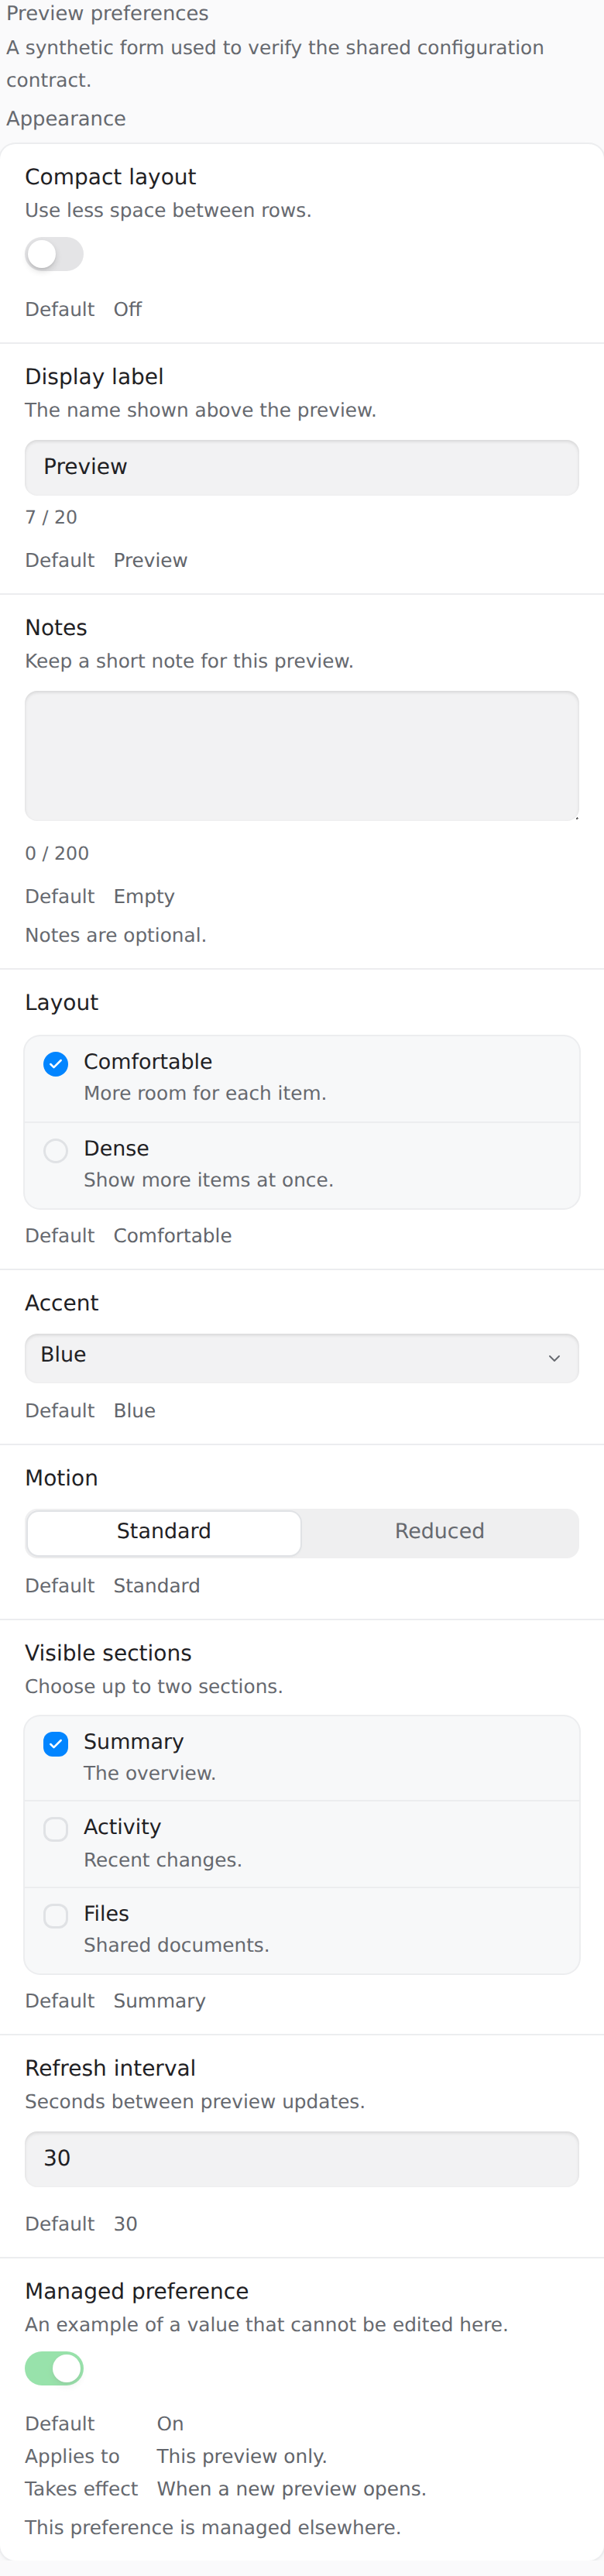 Preview preferences
A synthetic form used to verify the shared configuration
contract.
Appearance
Compact layout
Use less space between rows.
Default Off
Display label
The name shown above the preview.
Preview
7 / 20
Default Preview
Notes
Keep a short note for this preview.
0 / 200
Default Empty
Notes are optional.
Layout
Comfortable
More room for each item.
Dense
Show more items at once.
Default Comfortable
Accent
Blue
Default Blue
Motion
Standard Reduced
Default Standard
Visible sections
Choose up to two sections.
Summary
The overview.
Activity
Recent changes.
Files
Shared documents.
Default Summary
Refresh interval
Seconds between preview updates.
30
Default 30
Managed preference
An example of a value that cannot be edited here.
Default On
Applies to This preview only.
Takes effect When a new preview opens.
This preference is managed elsewhere.